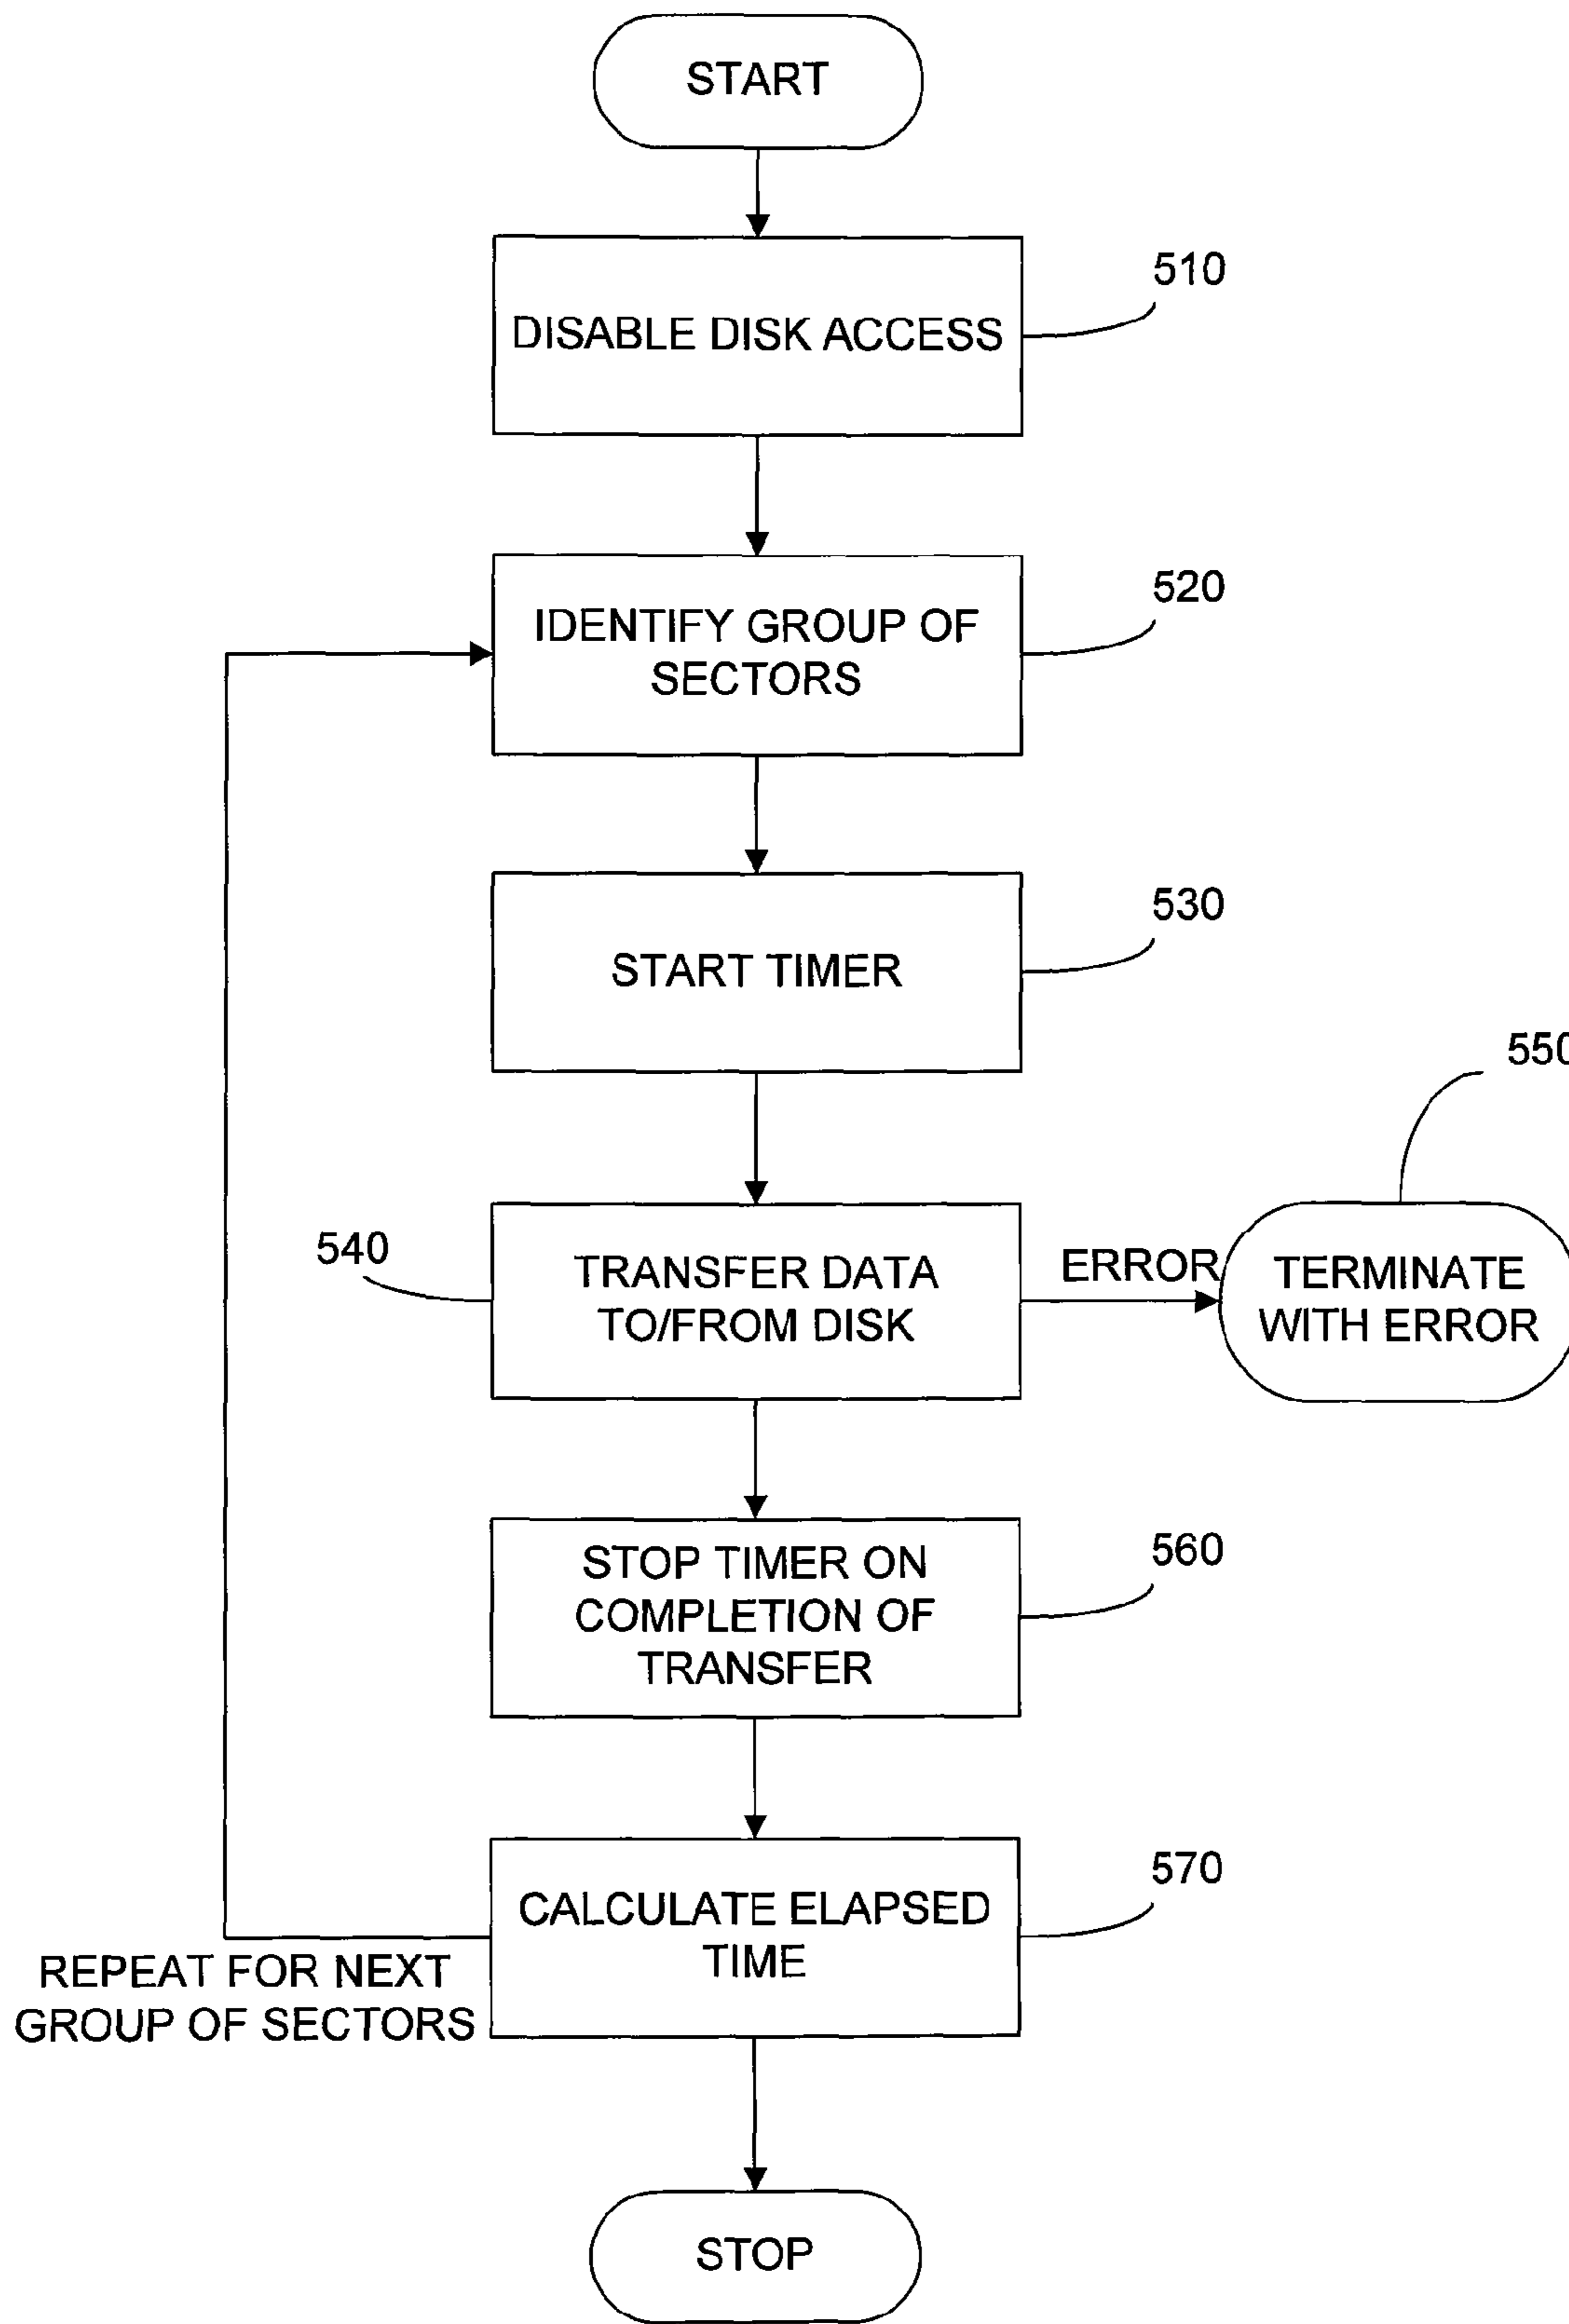 START
DISABLE DISK ACCESS
510
IDENTIFY GROUP OF
SECTORS
520
START TIMER
530
550
540
TRANSFER DATA
TO/FROM DISK
ERROR
TERMINATE
WITH ERROR
STOP TIMER ON
COMPLETION OF
TRANSFER
560
CALCULATE ELAPSED
TIME
570
REPEAT FOR NEXT
GROUP OF SECTORS
STOP